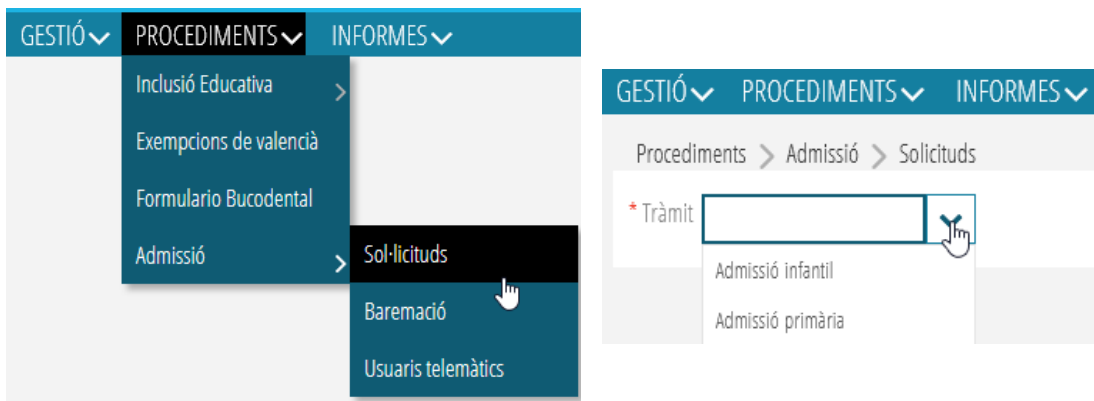 GESTIÓ PROCEDIMENTS INFORMES
Inclusió Educativa
Exempcions de valencià
Formulario Bucodental
Admissió
Sol·licituds
Baremació
Usuaris telemàtics
GESTIÓ PROCEDIMENTS INFORMES
Procediments > Admissió > Solicituds
* Tràmit
Admissió infantil
Admissió primària